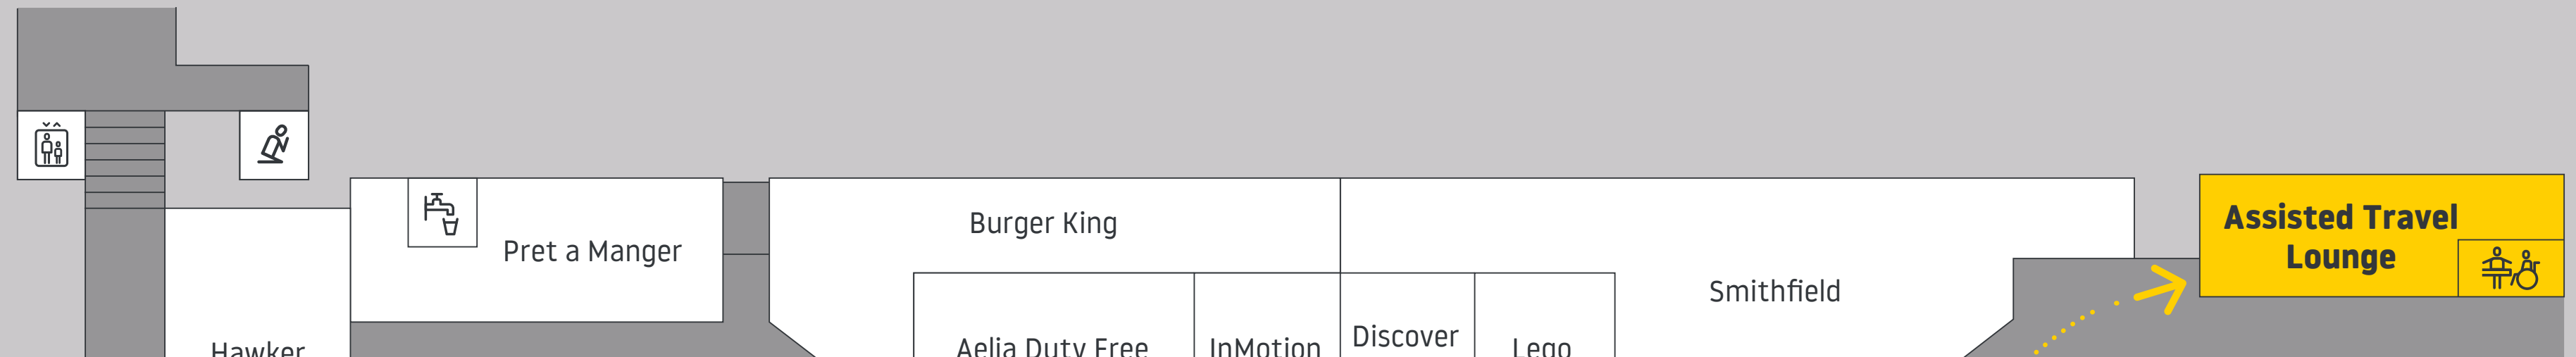 Burger King
Assisted Travel
Lounge
Pret a Manger
Smithfield
Hawker
Aelia Duty Free
InMotion
Discover
Lego